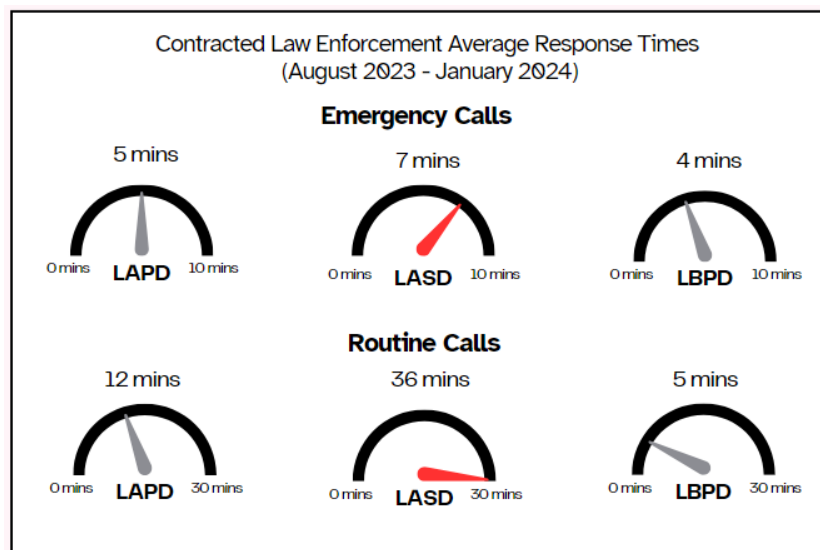 Contracted Law Enforcement Average Response Times
(August 2023 - January 2024)
Emergency Calls
5 mins
7 mins
4 mins
0 mins
LAPD
10 mins
0 mins
LASD
10 mins
0 mins
LBPD
10 mins
Routine Calls
12 mins
36 mins
5 mins
0 mins
LAPD
30 mins
0 mins
LASD
30 mins
0 mins
LBPD
30 mins